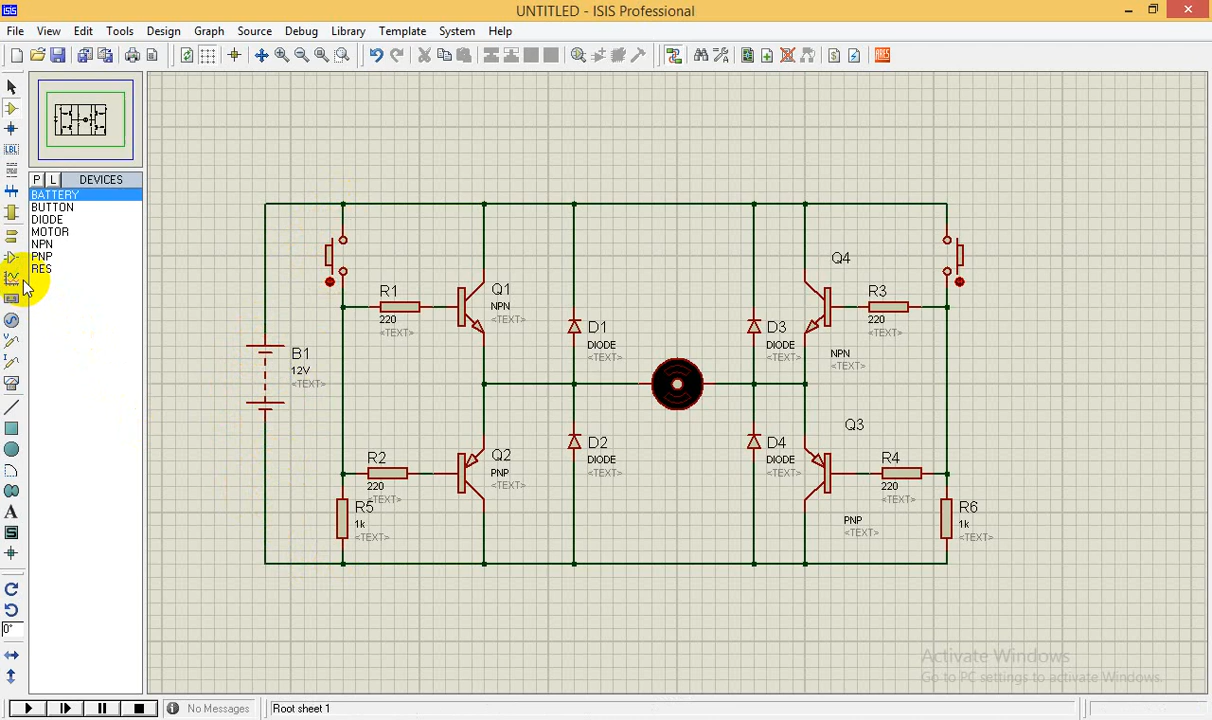 ISIS
UNTITLED - ISIS Professional
File View Edit Tools Design Graph Source Debug Library Template System Help
ARES
P L DEVICES
BATTERY
BUTTON
DIODE
MOTOR
NPN
PNP
RES
LBL
A
S
0°
Q4
R1
220
<TEXT>
Q1
NPN
<TEXT>
D1
DIODE
<TEXT>
D3
DIODE
<TEXT>
NPN
<TEXT>
R3
220
<TEXT>
B1
12V
<TEXT>
R2
220
<TEXT>
Q2
PNP
<TEXT>
D2
DIODE
<TEXT>
D4
DIODE
<TEXT>
Q3
PNP
<TEXT>
R4
220
<TEXT>
R5
1k
<TEXT>
R6
1k
<TEXT>
Activate Windows
Go to PC settings to activate Windows.
No Messages
Root sheet 1